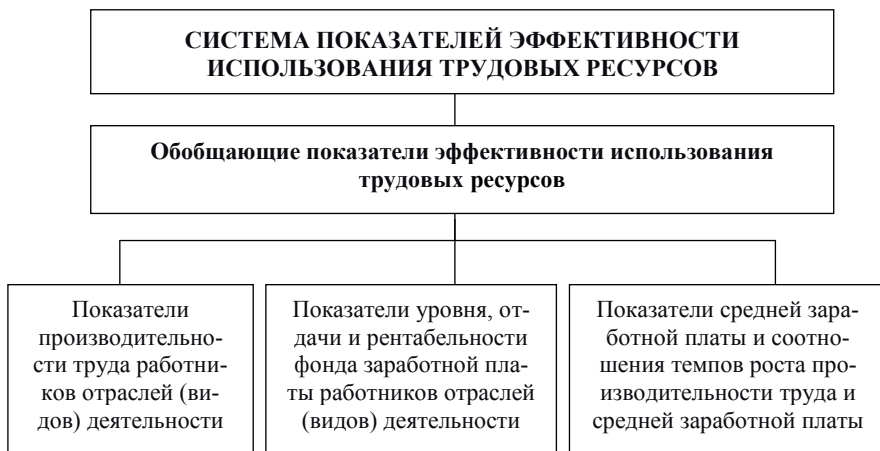 СИСТЕМА ПОКАЗАТЕЛЕЙ ЭФФЕКТИВНОСТИ
ИСПОЛЬЗОВАНИЯ ТРУДОВЫХ РЕСУРСОВ
Обобщающие показатели эффективности использования
трудовых ресурсов
Показатели
производительно-
сти труда работни-
ков отраслей (ви-
дов) деятельности
Показатели уровня, от-
дачи и рентабельности
фонда заработной пла-
ты работников отраслей
(видов) деятельности
Показатели средней зара-
ботной платы и соотно-
шения темпов роста про-
изводительности труда и
средней заработной платы